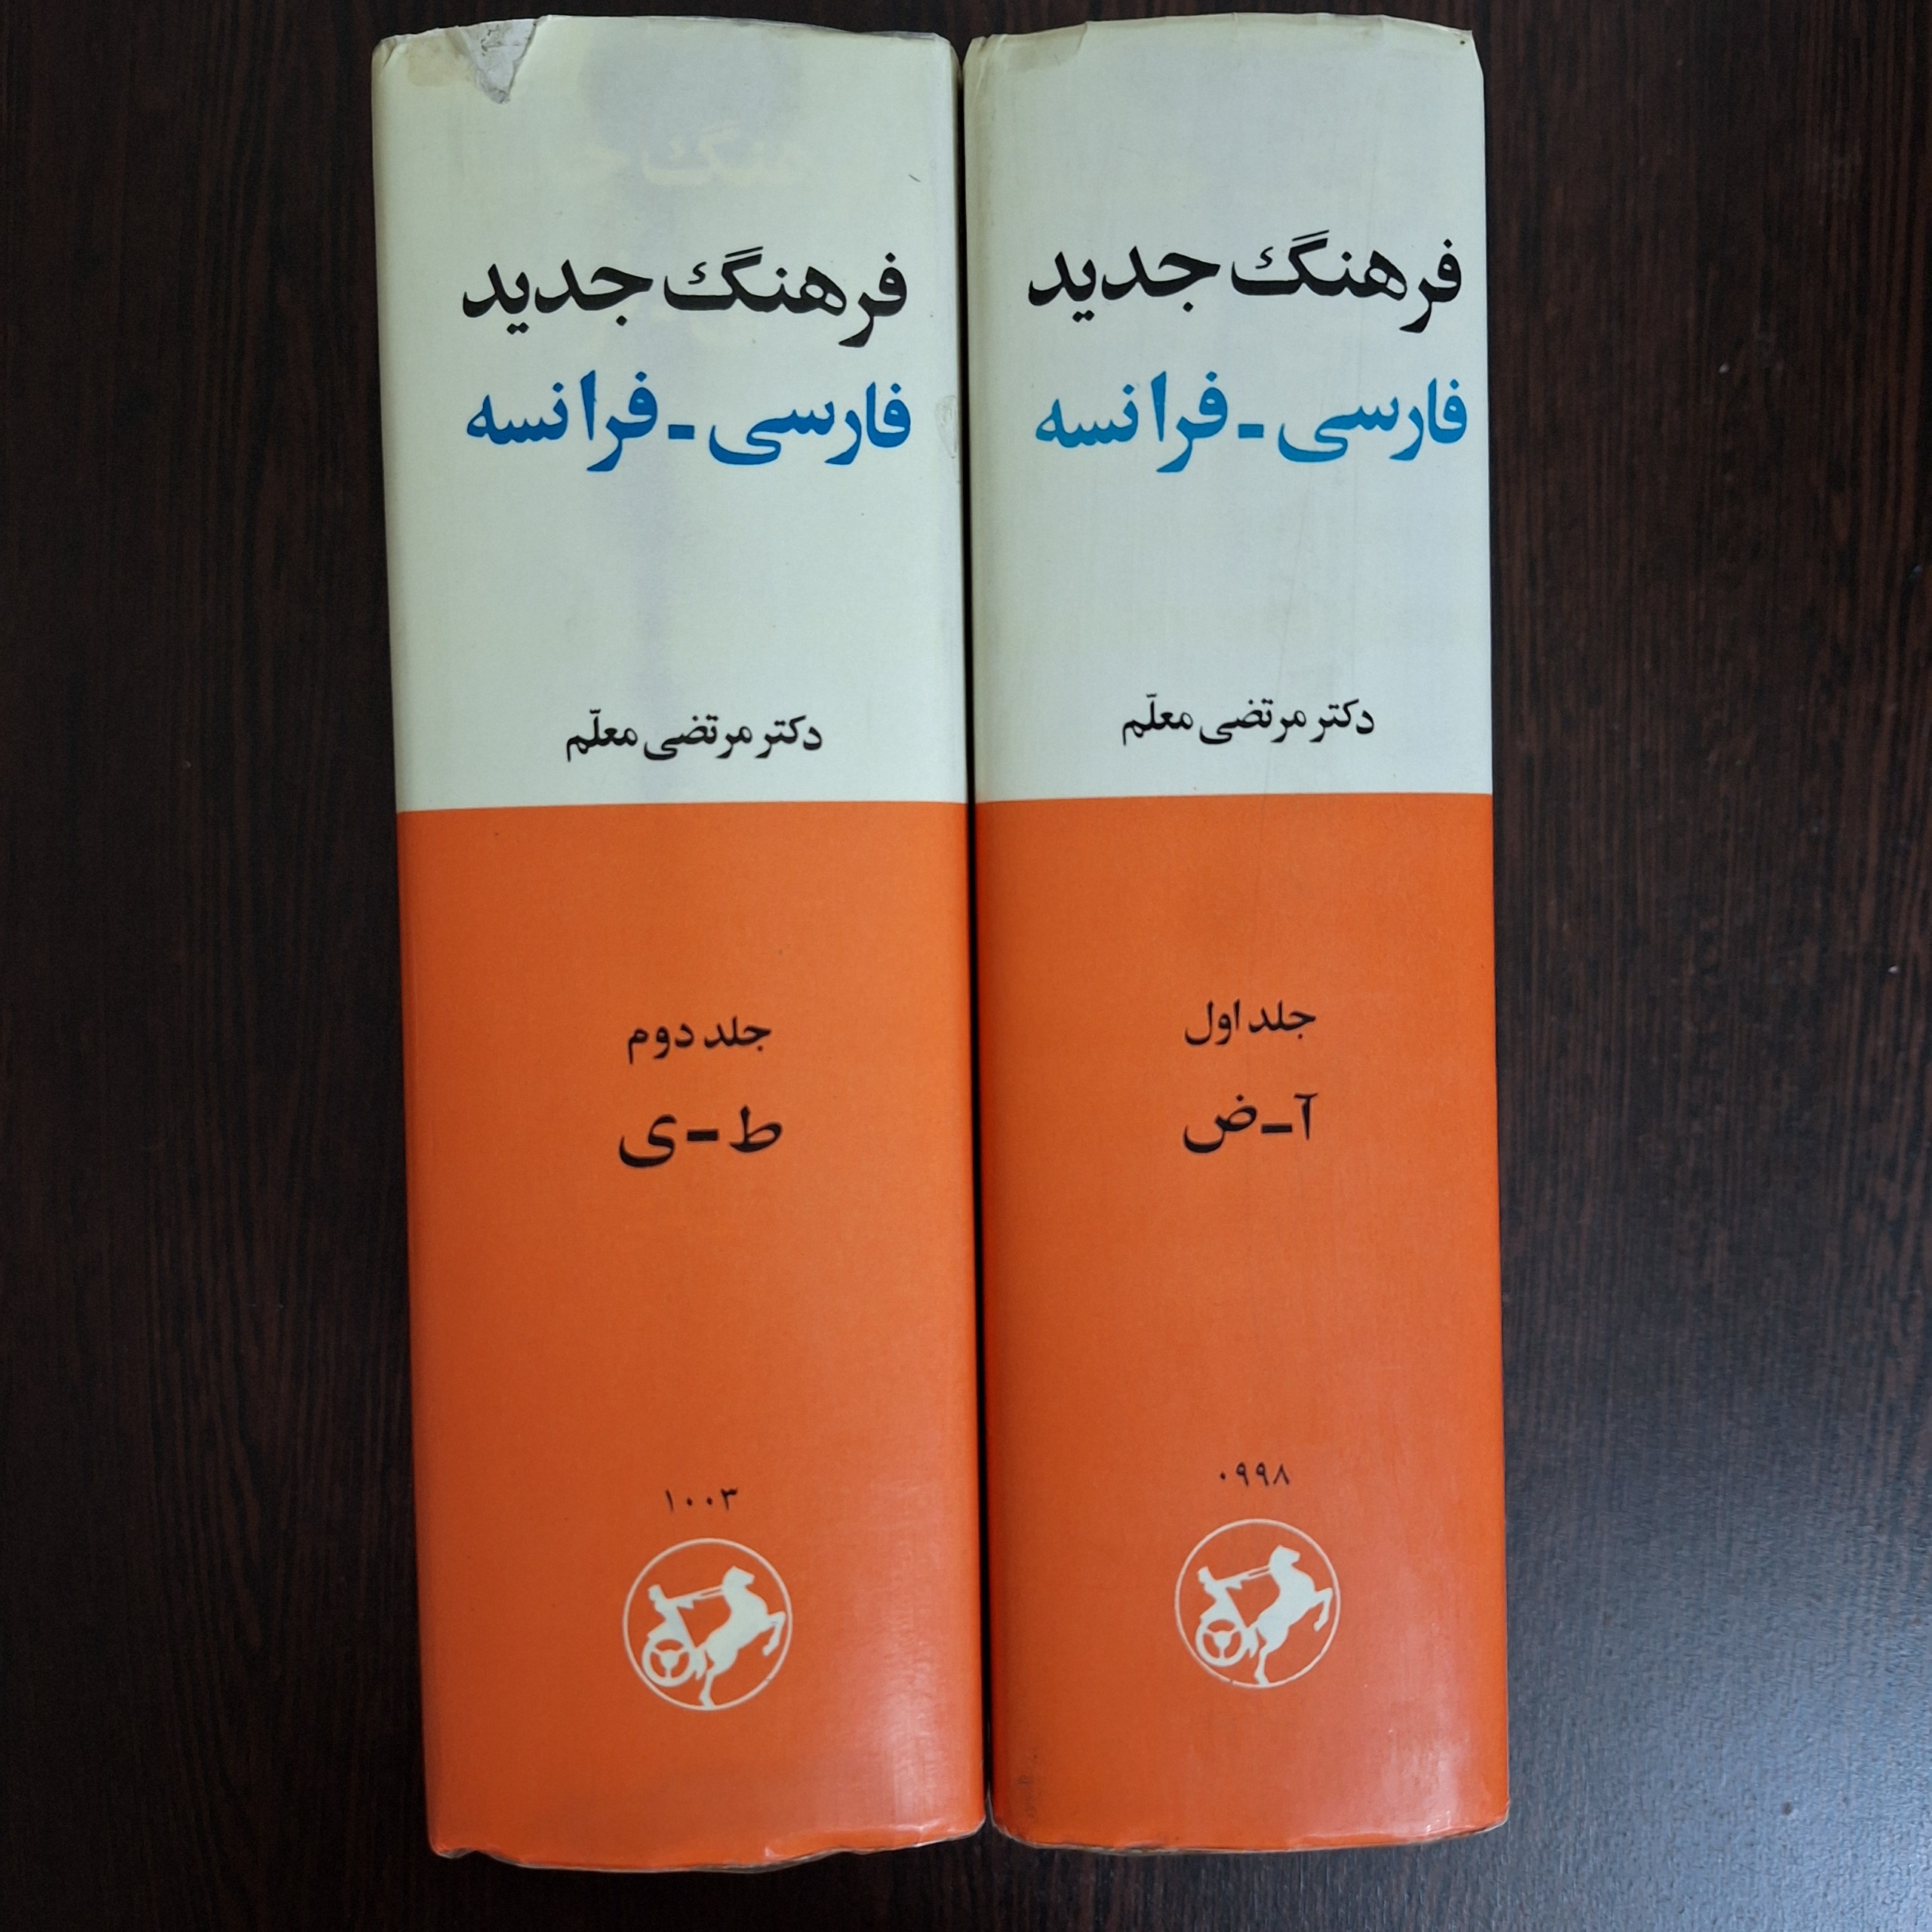 فرهنگ جدید
فارسی - فرانسه
دکتر مرتضی معلّم
جلد اول
آ - ض
۰۹۹۸
فرهنگ جدید
فارسی - فرانسه
دکتر مرتضی معلّم
جلد دوم
ط - ی
۱۰۰۳